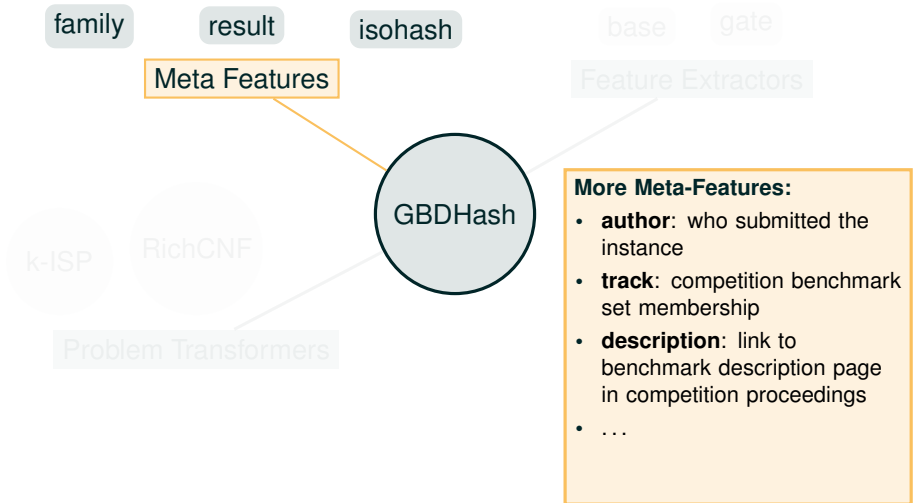 family result isohash base gate
Meta Features Feature Extractors
GBDHash
k-ISP RichCNF
Problem Transformers
More Meta-Features:
• author: who submitted the
instance
• track: competition benchmark
set membership
• description: link to
benchmark description page
in competition proceedings
• ...